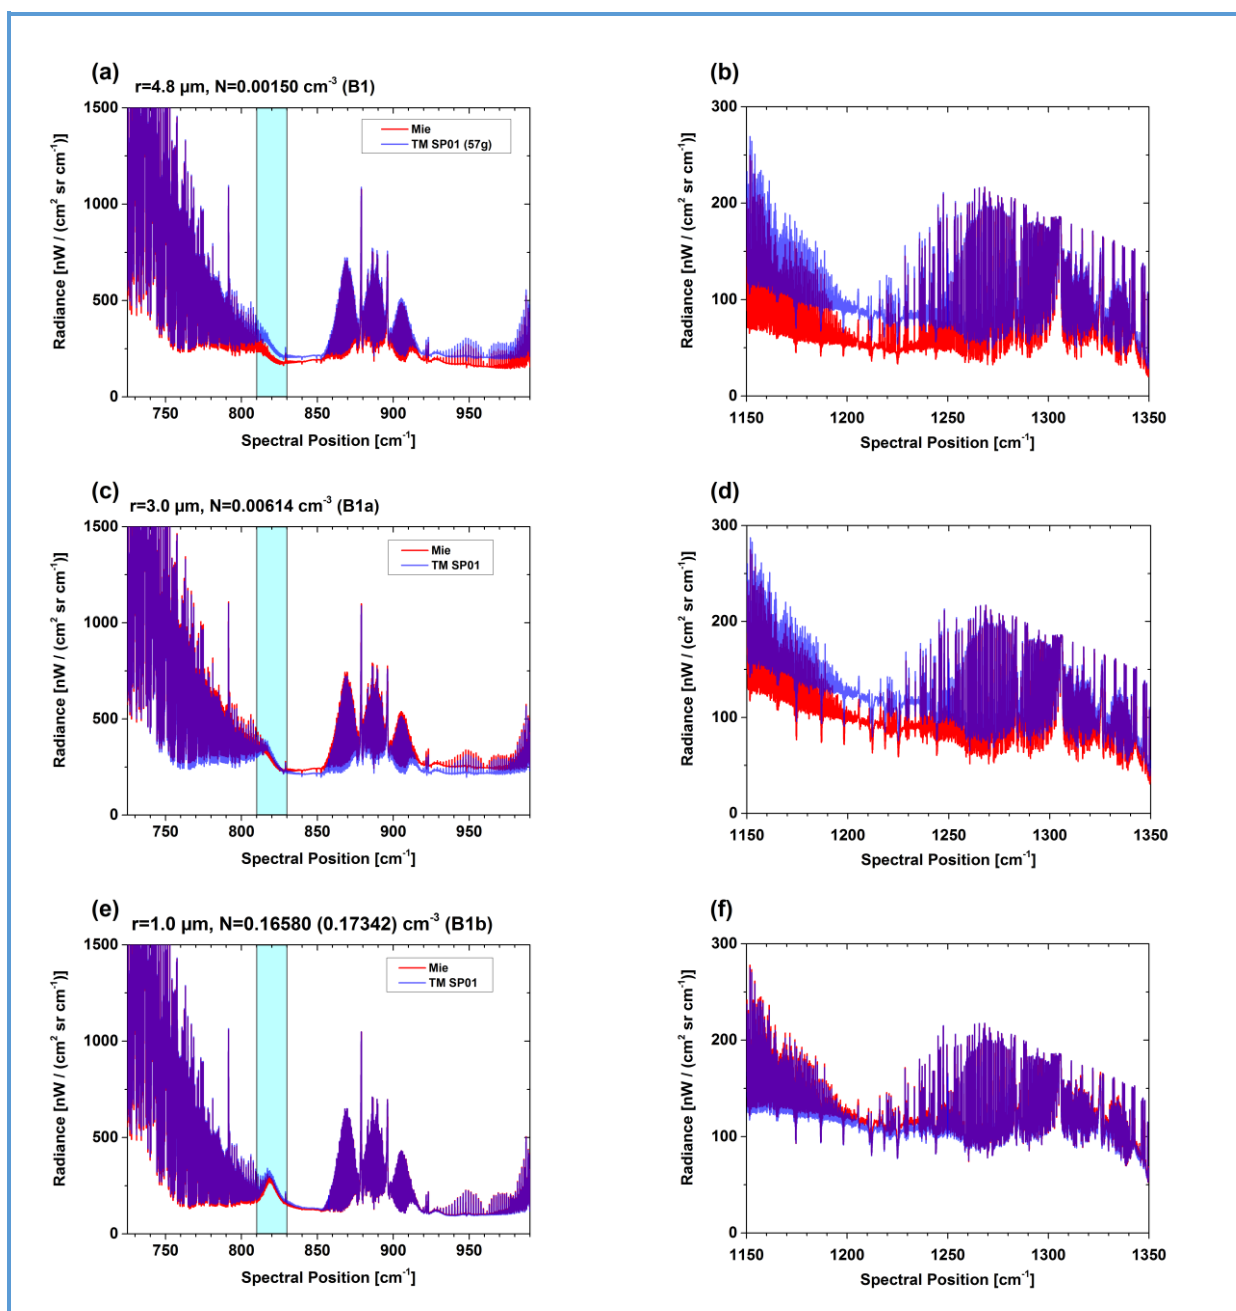 (a)
r=4.8 µm, N=0.00150 cm⁻³ (B1)
1500
1000
500
0
Radiance [nW / (cm² sr cm⁻¹)]
Mie
TM SP01 (57g)
750 800 850 900 950
Spectral Position [cm⁻¹]
(b)
300
200
100
0
Radiance [nW / (cm² sr cm⁻¹)]
1150 1200 1250 1300 1350
Spectral Position [cm⁻¹]
(c)
r=3.0 µm, N=0.00614 cm⁻³ (B1a)
1500
1000
500
0
Radiance [nW / (cm² sr cm⁻¹)]
Mie
TM SP01
750 800 850 900 950
Spectral Position [cm⁻¹]
(d)
300
200
100
0
Radiance [nW / (cm² sr cm⁻¹)]
1150 1200 1250 1300 1350
Spectral Position [cm⁻¹]
(e)
r=1.0 µm, N=0.16580 (0.17342) cm⁻³ (B1b)
1500
1000
500
0
Radiance [nW / (cm² sr cm⁻¹)]
Mie
TM SP01
750 800 850 900 950
Spectral Position [cm⁻¹]
(f)
300
200
100
0
Radiance [nW / (cm² sr cm⁻¹)]
1150 1200 1250 1300 1350
Spectral Position [cm⁻¹]